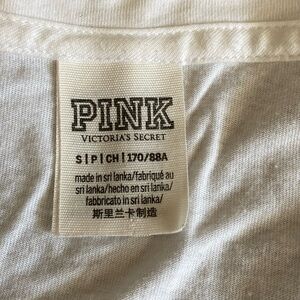 PINK
VICTORIA'S SECRET
S|P|CH|170/88A
made in sri lanka/fabriqué au
sri lanka/hecho en sri lanka/
fabbricato in sri lanka/
斯里兰卡制造